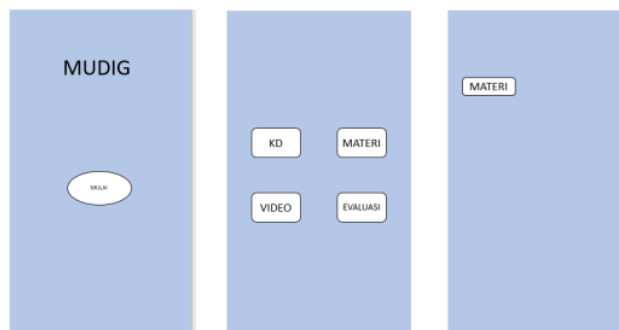 MUDIG
MULAI
KD
MATERI
VIDEO
EVALUASI
MATERI